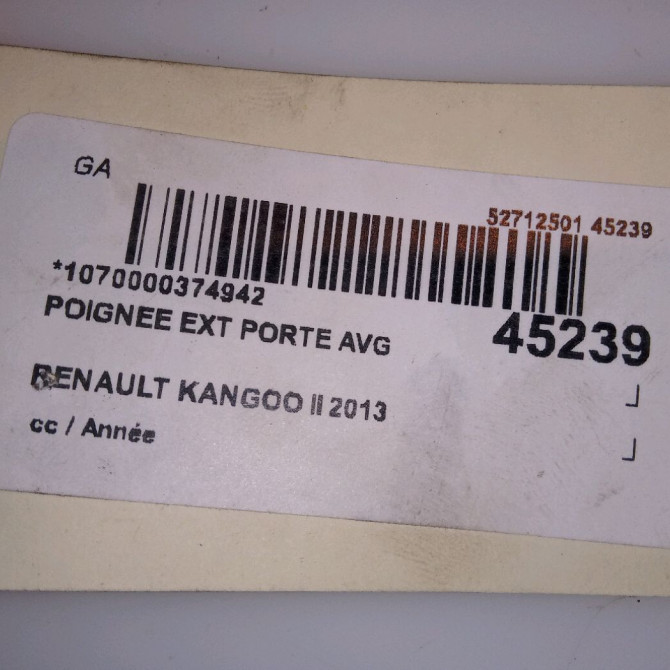 GA
52712501 45239
*1070000374942
45239
POIGNEE EXT PORTE AVG
RENAULT KANGOO II 2013
cc / Année